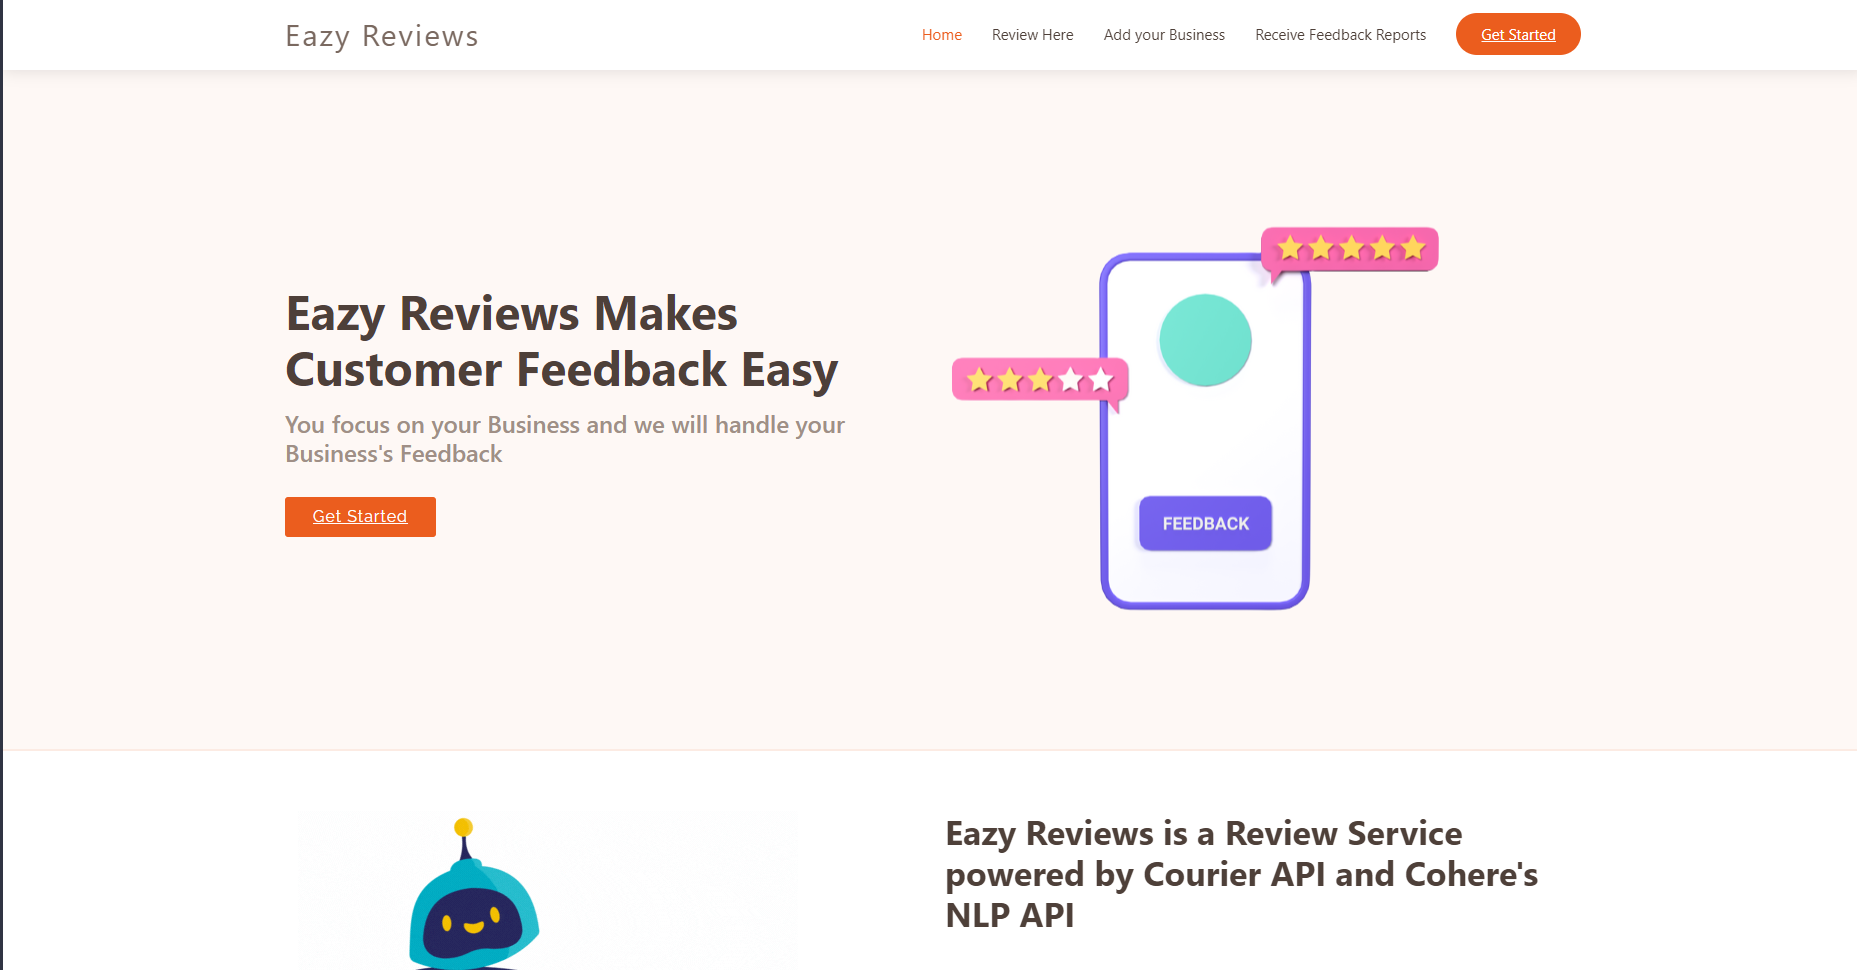 Eazy Reviews
Home
Review Here
Add your Business
Receive Feedback Reports
Get Started
Eazy Reviews Makes
Customer Feedback Easy
You focus on your Business and we will handle your
Business's Feedback
Get Started
FEEDBACK
Eazy Reviews is a Review Service
powered by Courier API and Cohere's
NLP API